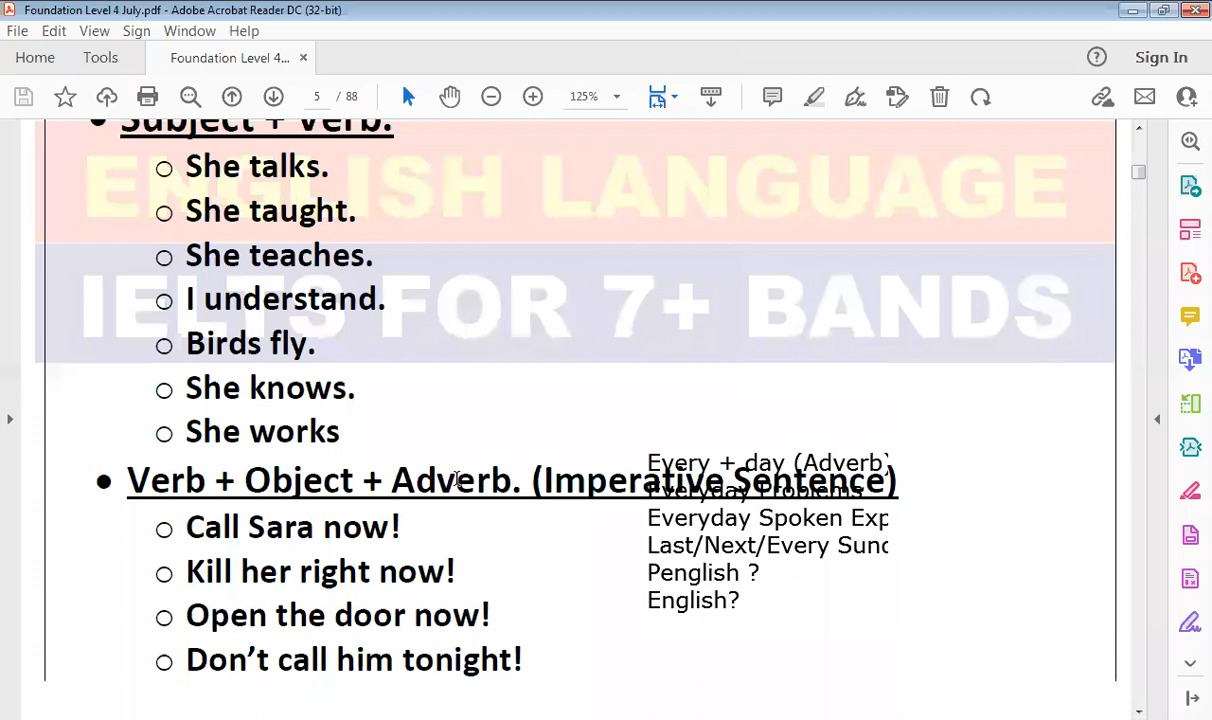 Foundation Level 4 July.pdf - Adobe Acrobat Reader DC (32-bit)
File Edit View Sign Window Help
Home Tools Foundation Level 4... × Sign In
5 / 88 125%
• Subject + Verb.
○ She talks.
○ She taught.
○ She teaches.
○ I understand.
○ Birds fly.
○ She knows.
○ She works
• Verb + Object + Adverb. (Imperative Sentence)
○ Call Sara now!
○ Kill her right now!
○ Open the door now!
○ Don’t call him tonight!
ENGLISH LANGUAGE
IELTS FOR 7+ BANDS
Every + day (Adverb)
Everyday Problems
Everyday Spoken Exp
Last/Next/Every Sund
Penglish ?
English?